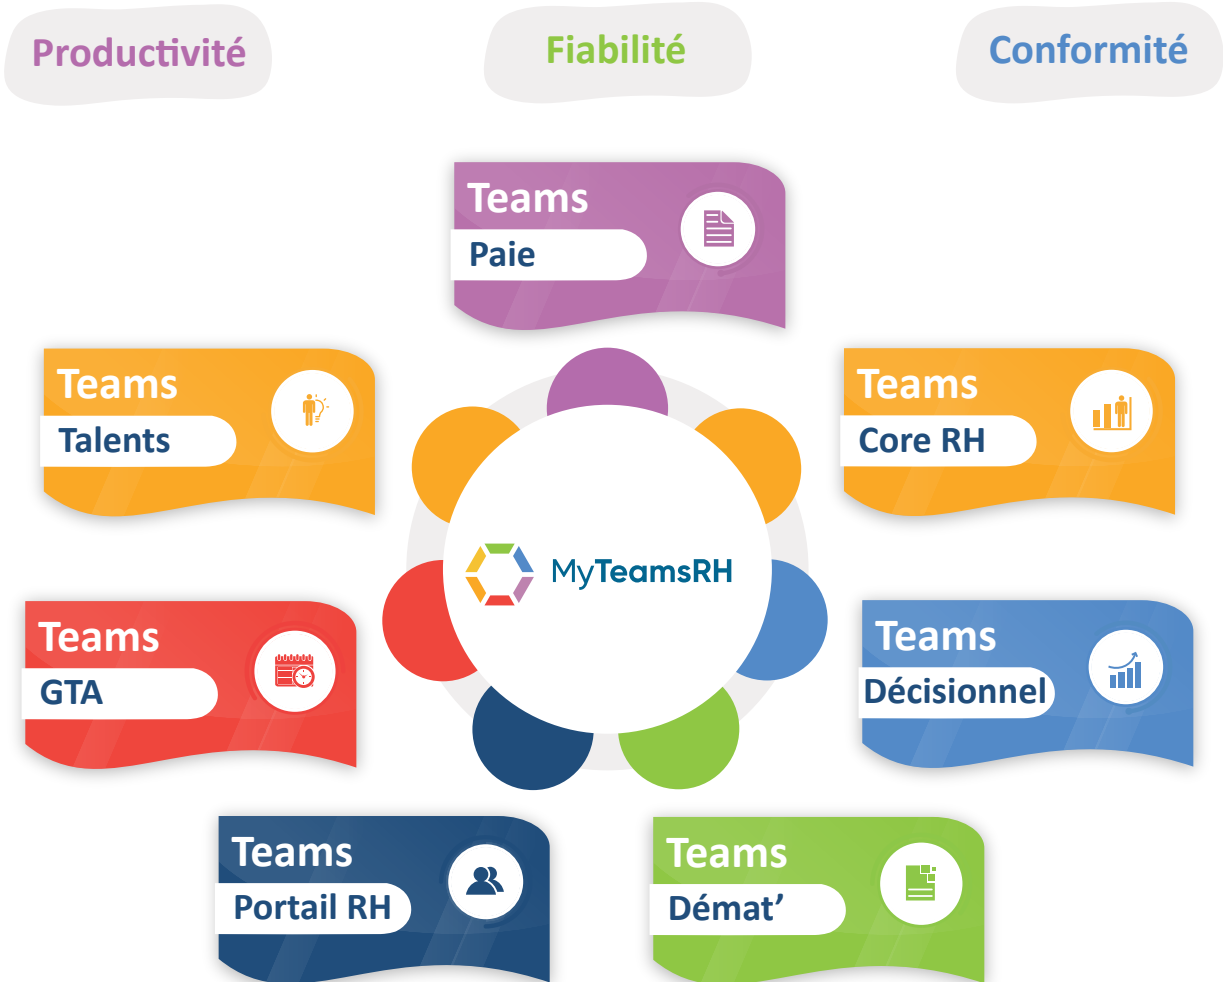 Productivité
Fiabilité
Conformité
Teams
Paie
Teams
Talents
Teams
Core RH
MyTeamsRH
Teams
GTA
Teams
Décisionnel
Teams
Portail RH
Teams
Démat’